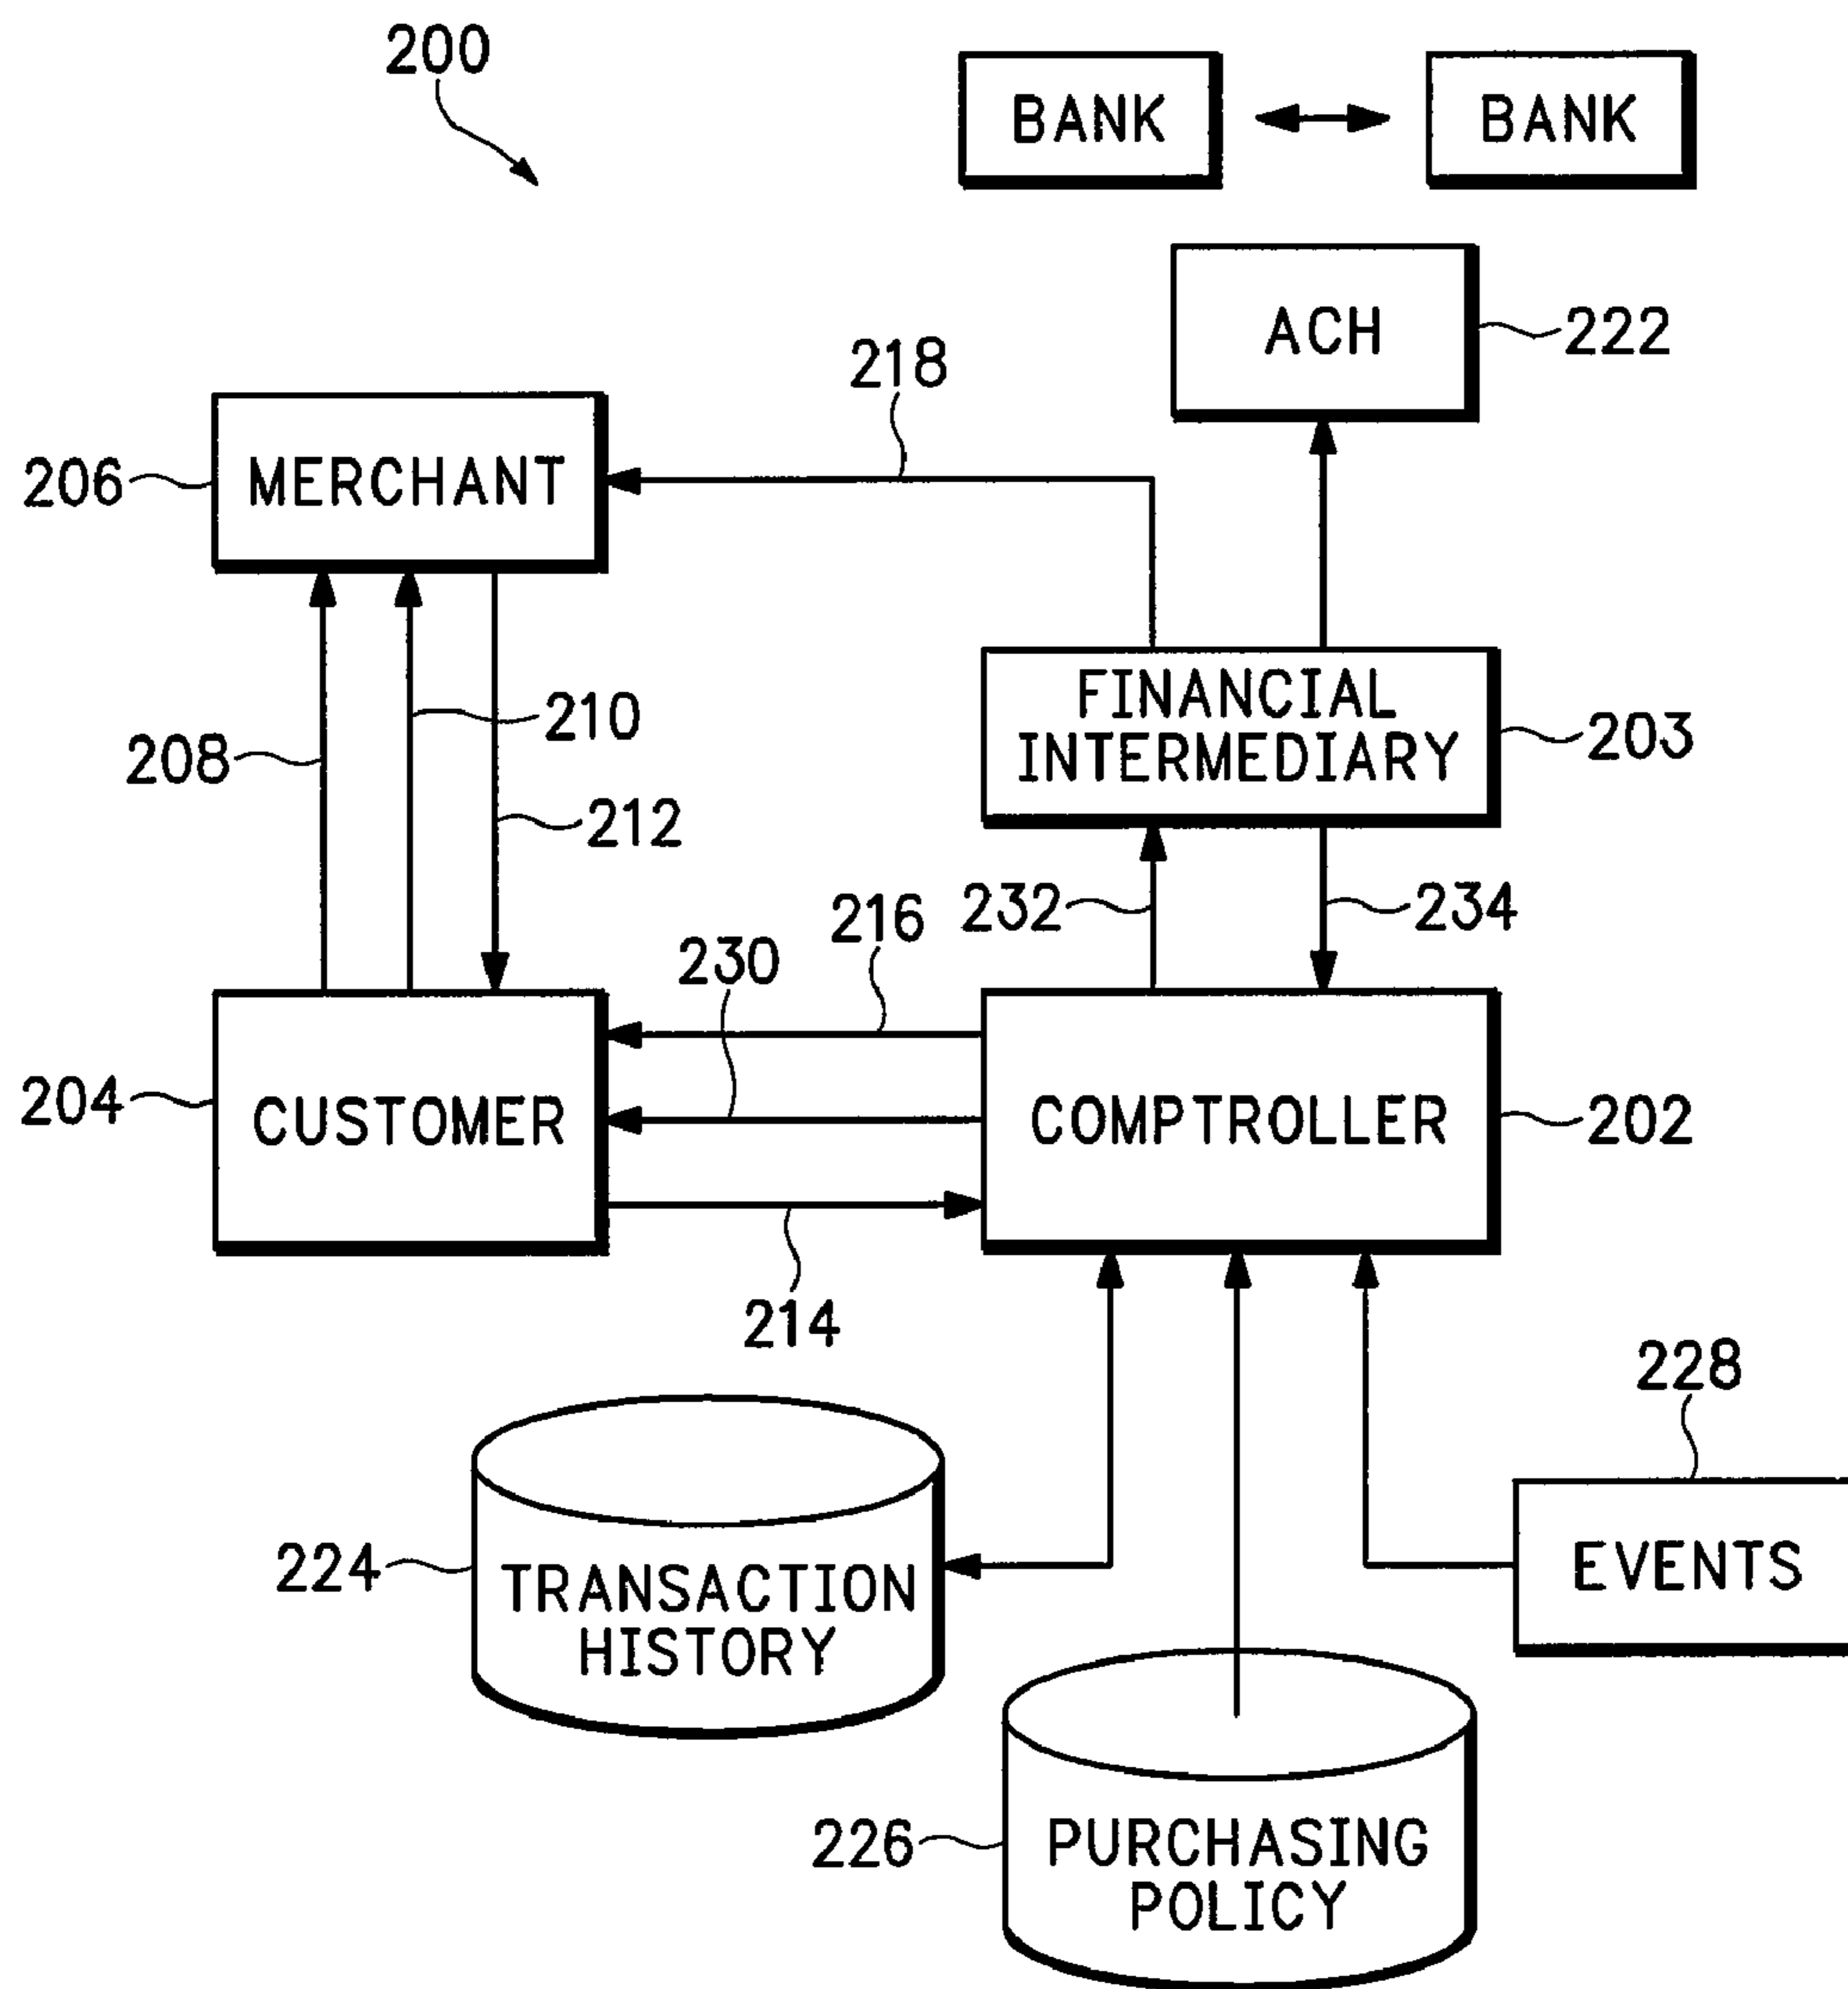 200
BANK
BANK
ACH
222
218
206
MERCHANT
FINANCIAL
INTERMEDIARY
203
210
208
212
216
232
234
230
204
CUSTOMER
COMPTROLLER
202
214
228
224
TRANSACTION
HISTORY
EVENTS
226
PURCHASING
POLICY